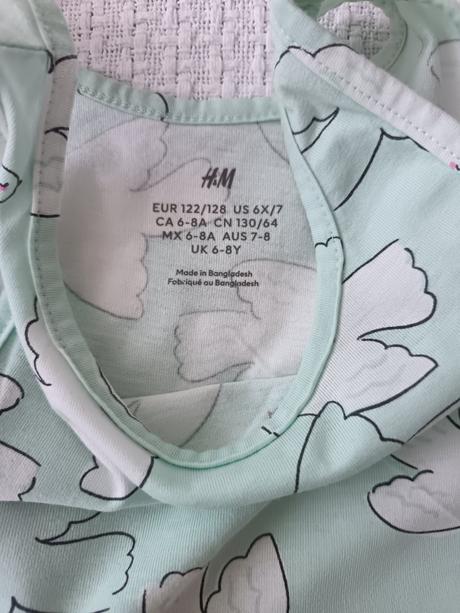 H&M
EUR 122/128 US 6X/7
CA 6-8A CN 130/64
MX 6-8A AUS 7-8
UK 6-8Y
Made in Bangladesh
Fabriqué au Bangladesh